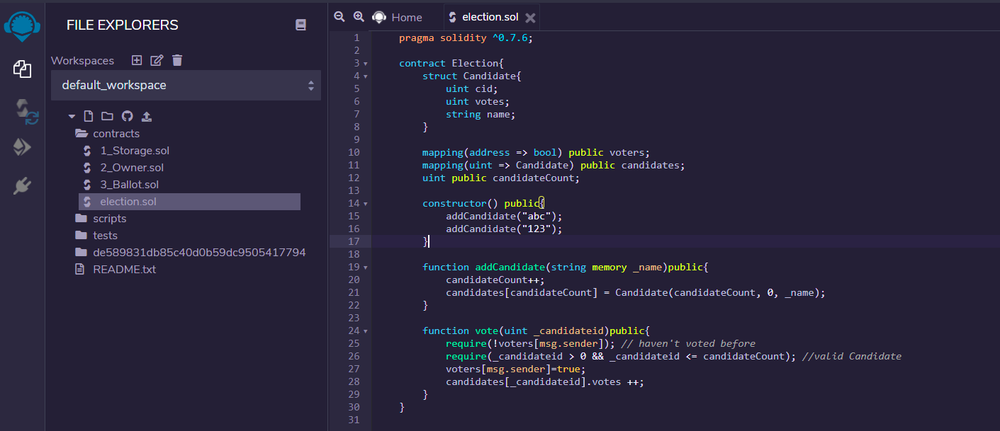 FILE EXPLORERS
Workspaces
default_workspace
contracts
1_Storage.sol
2_Owner.sol
3_Ballot.sol
election.sol
scripts
tests
de589831db85c40d0b59dc9505417794
README.txt
Home
election.sol
1 pragma solidity ^0.7.6;
2
3 contract Election{
4 struct Candidate{
5 uint cid;
6 uint votes;
7 string name;
8 }
9
10 mapping(address => bool) public voters;
11 mapping(uint => Candidate) public candidates;
12 uint public candidateCount;
13
14 constructor() public{
15 addCandidate("abc");
16 addCandidate("123");
17 }
18
19 function addCandidate(string memory _name)public{
20 candidateCount++;
21 candidates[candidateCount] = Candidate(candidateCount, 0, _name);
22 }
23
24 function vote(uint _candidateid)public{
25 require(!voters[msg.sender]); // haven't voted before
26 require(_candidateid > 0 && _candidateid <= candidateCount); //valid Candidate
27 voters[msg.sender]=true;
28 candidates[_candidateid].votes ++;
29 }
30 }
31